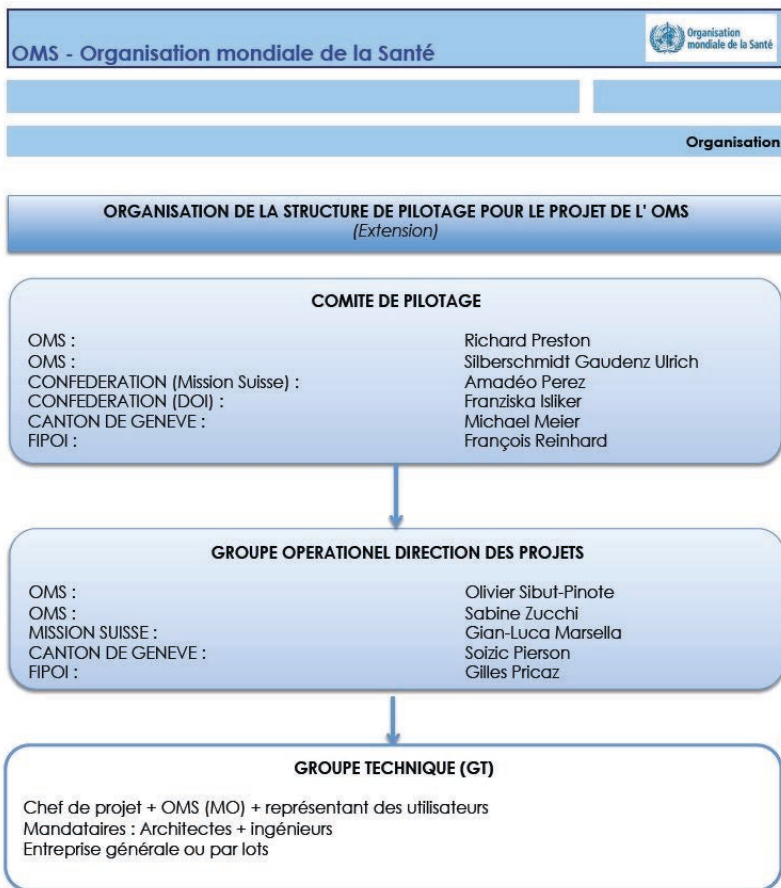 OMS - Organisation mondiale de la Santé
Organisation
mondiale de la Santé
Organisation
ORGANISATION DE LA STRUCTURE DE PILOTAGE POUR LE PROJET DE L' OMS
(Extension)
COMITE DE PILOTAGE
OMS : Richard Preston
OMS : Silberschmidt Gaudenz Ulrich
CONFEDERATION (Mission Suisse) : Amadéo Perez
CONFEDERATION (DOI) : Franziska Isliker
CANTON DE GENEVE : Michael Meier
FIPOI : François Reinhard
GROUPE OPERATIONEL DIRECTION DES PROJETS
OMS : Olivier Sibut-Pinote
OMS : Sabine Zucchi
MISSION SUISSE : Gian-Luca Marsella
CANTON DE GENEVE : Soizic Pierson
FIPOI : Gilles Pricaz
GROUPE TECHNIQUE (GT)
Chef de projet + OMS (MO) + représentant des utilisateurs
Mandataires : Architectes + ingénieurs
Entreprise générale ou par lots